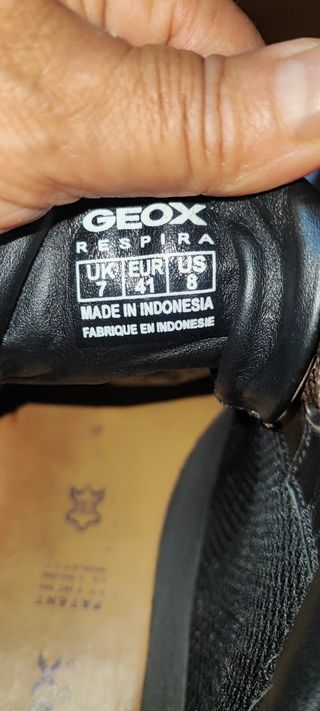 GEOX
RESPIRA
UK EUR US
7 41 8
MADE IN INDONESIA
FABRIQUE EN INDONESIE
PATENT